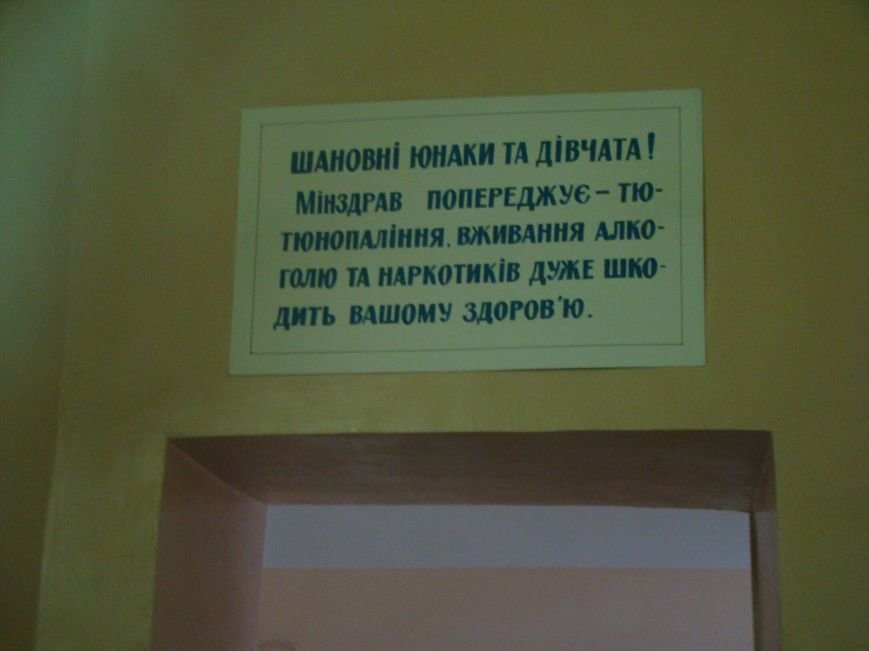 ШАНОВНІ ЮНАКИ ТА ДІВЧАТА!
МІНЗДРАВ ПОПЕРЕДЖУЄ – ТЮ-
ТЮНОПАЛІННЯ, ВЖИВАННЯ АЛКО-
ГОЛЮ ТА НАРКОТИКІВ ДУЖЕ ШКО-
ДИТЬ ВАШОМУ ЗДОРОВ'Ю.